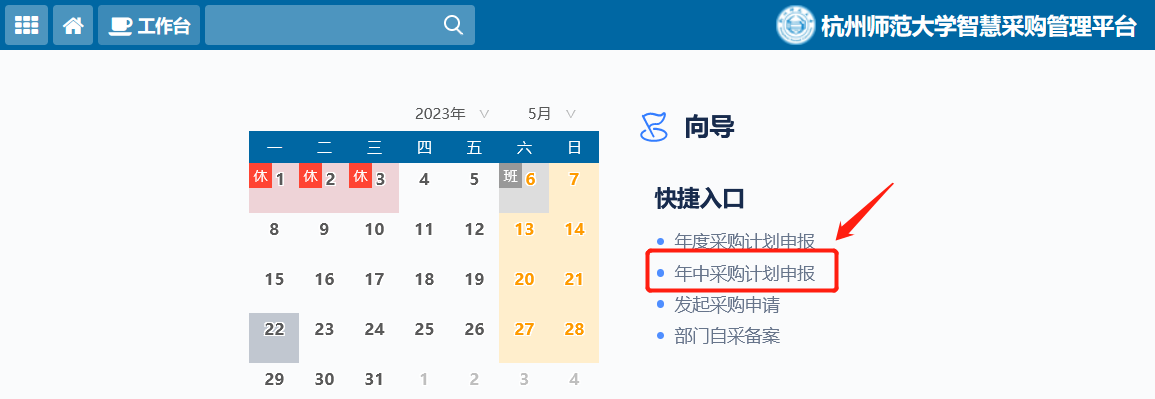 工作台
杭州师范大学智慧采购管理平台
2023年 5月
一 二 三 四 五 六 日
休 1 休 2 休 3 4 5 班 6 7
8 9 10 11 12 13 14
15 16 17 18 19 20 21
22 23 24 25 26 27 28
29 30 31 1 2 3 4
向导
快捷入口
年度采购计划申报
年中采购计划申报
发起采购申请
部门自采备案